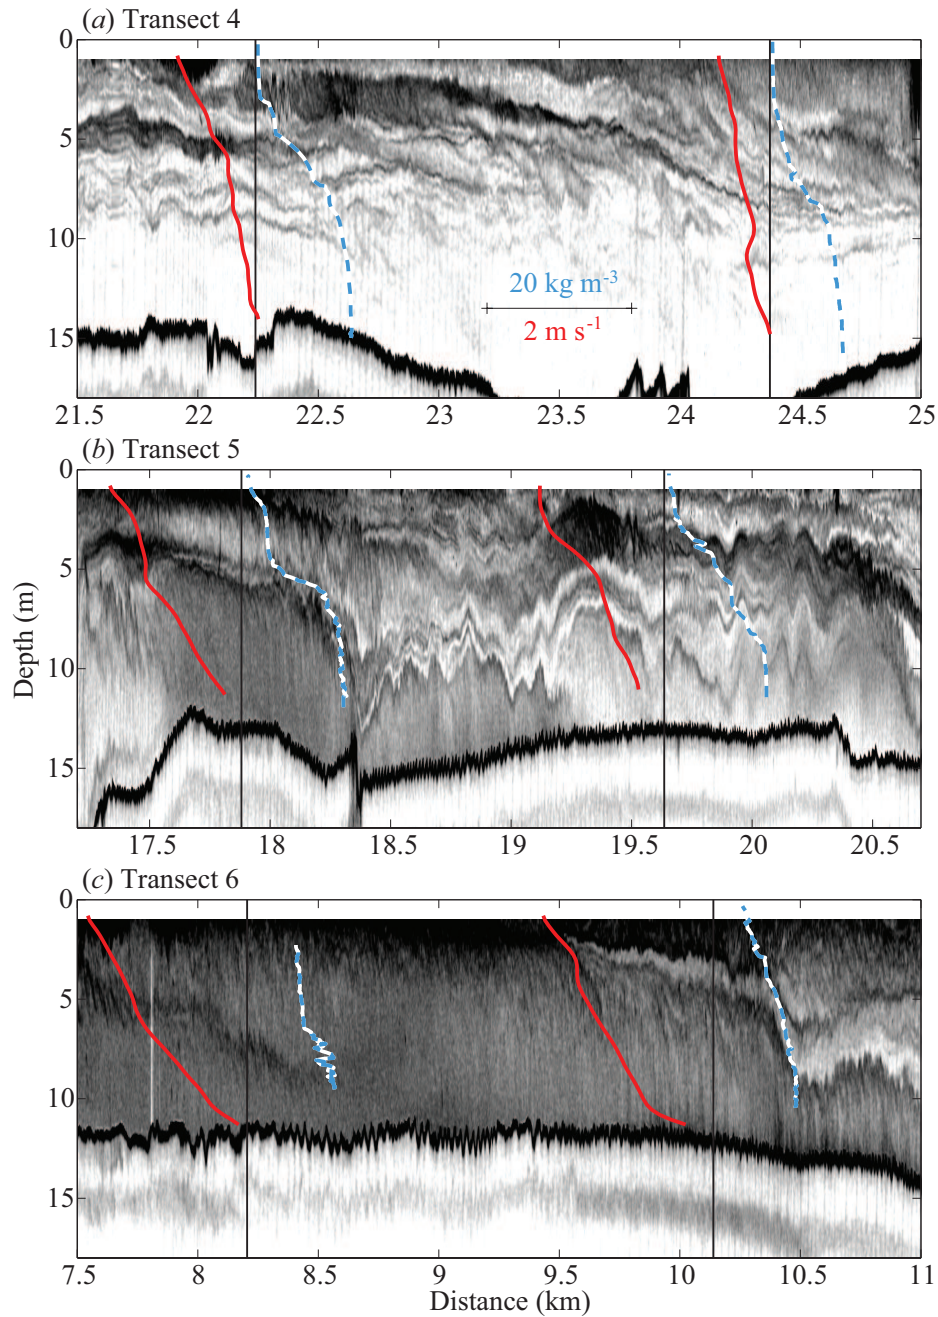 (a) Transect 4
0
5
10
15
20 kg m⁻³
2 m s⁻¹
21.5 22 22.5 23 23.5 24 24.5 25
(b) Transect 5
0
5
10
15
Depth (m)
17.5 18 18.5 19 19.5 20 20.5
(c) Transect 6
0
5
10
15
7.5 8 8.5 9 9.5 10 10.5 11
Distance (km)